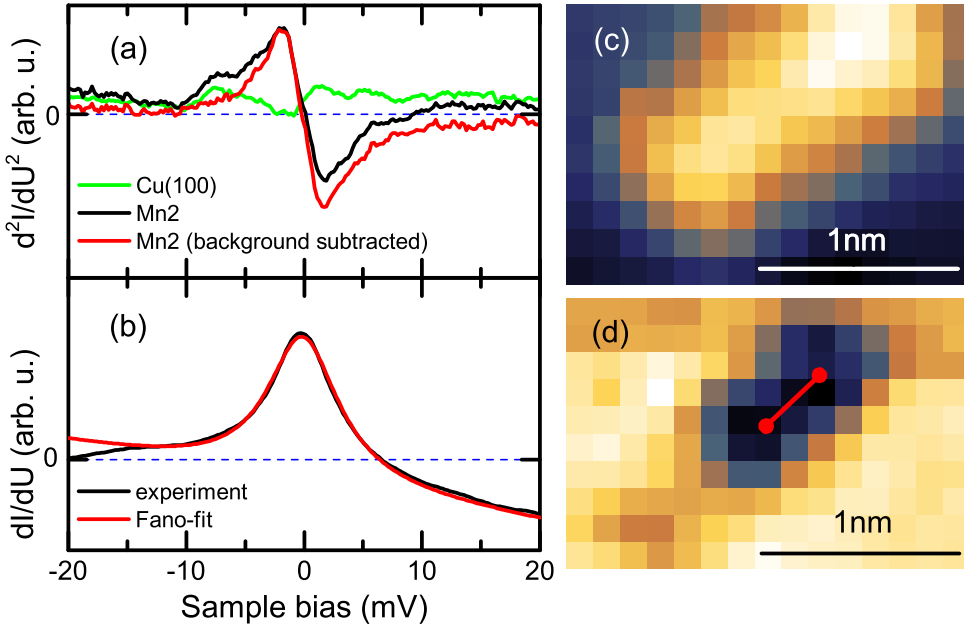 (a)
d²I/dU² (arb. u.)
0
Cu(100)
Mn2
Mn2 (background subtracted)
(b)
dI/dU (arb. u.)
0
experiment
Fano-fit
-20 -10 0 10 20
Sample bias (mV)
(c)
1nm
(d)
1nm